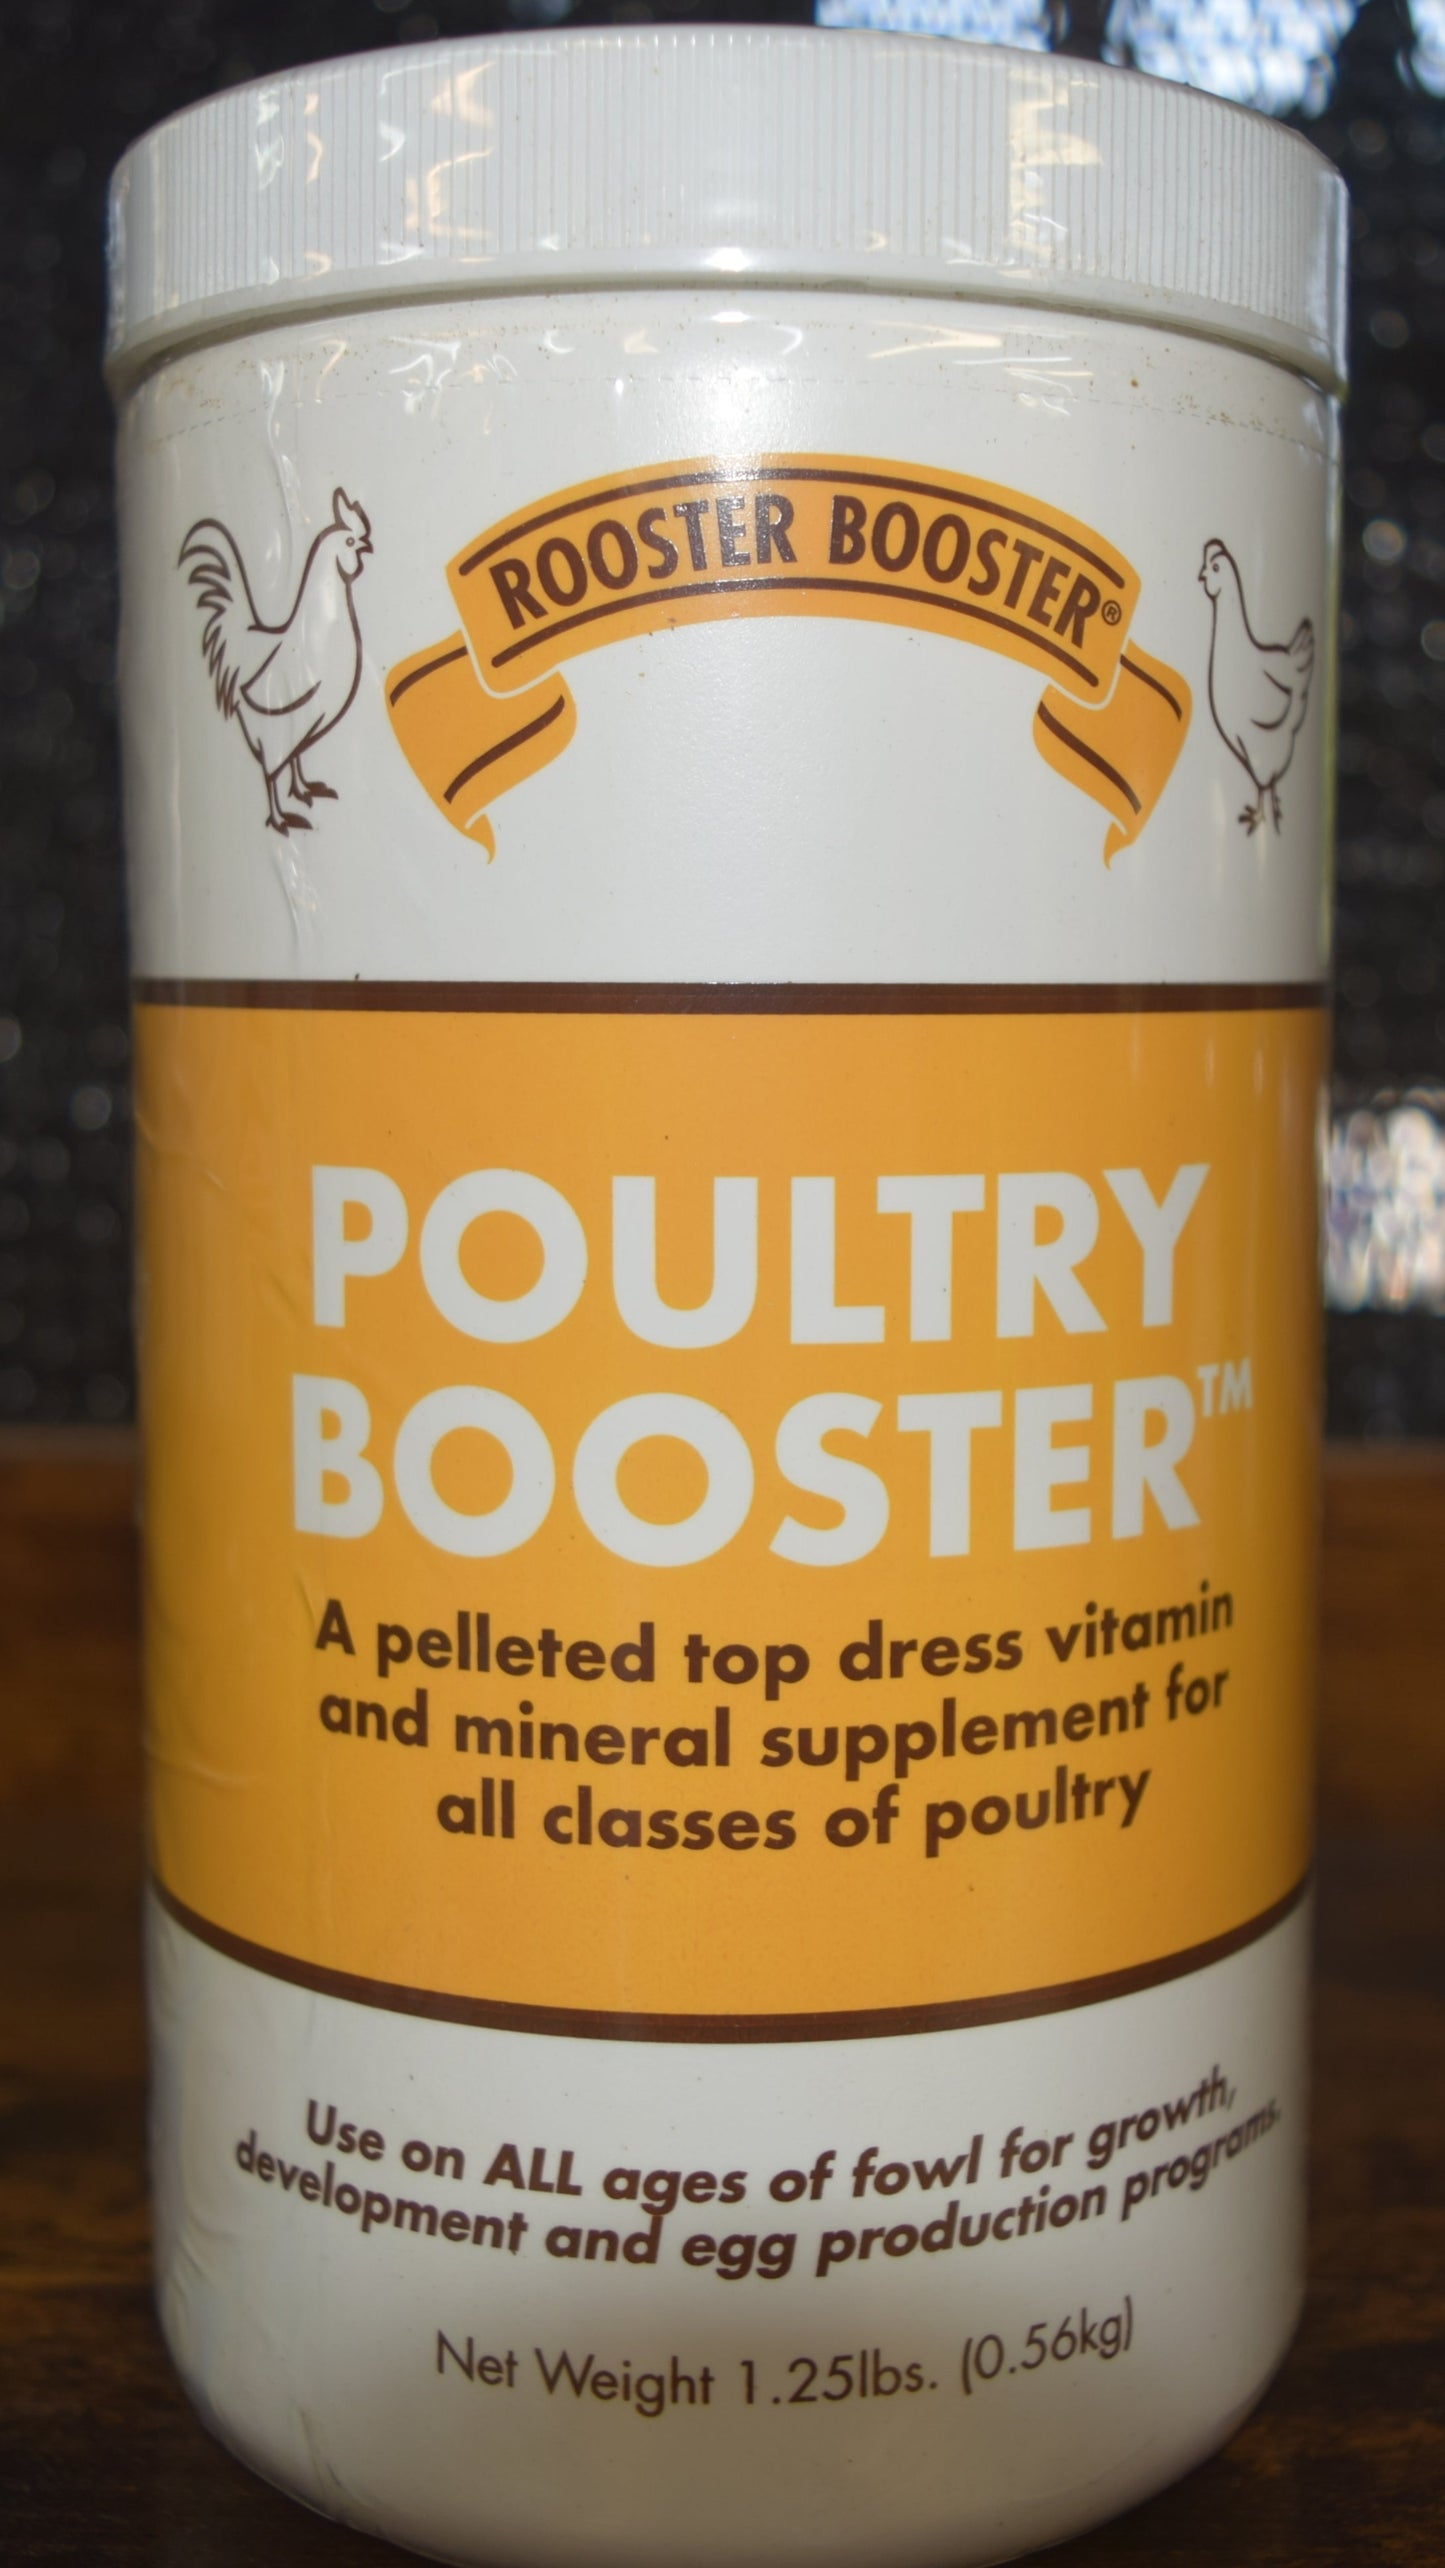 ROOSTER BOOSTER®
POULTRY
BOOSTER™
A pelleted top dress vitamin
and mineral supplement for
all classes of poultry
Use on ALL ages of fowl for growth,
development and egg production programs.
Net Weight 1.25lbs. (0.56kg)